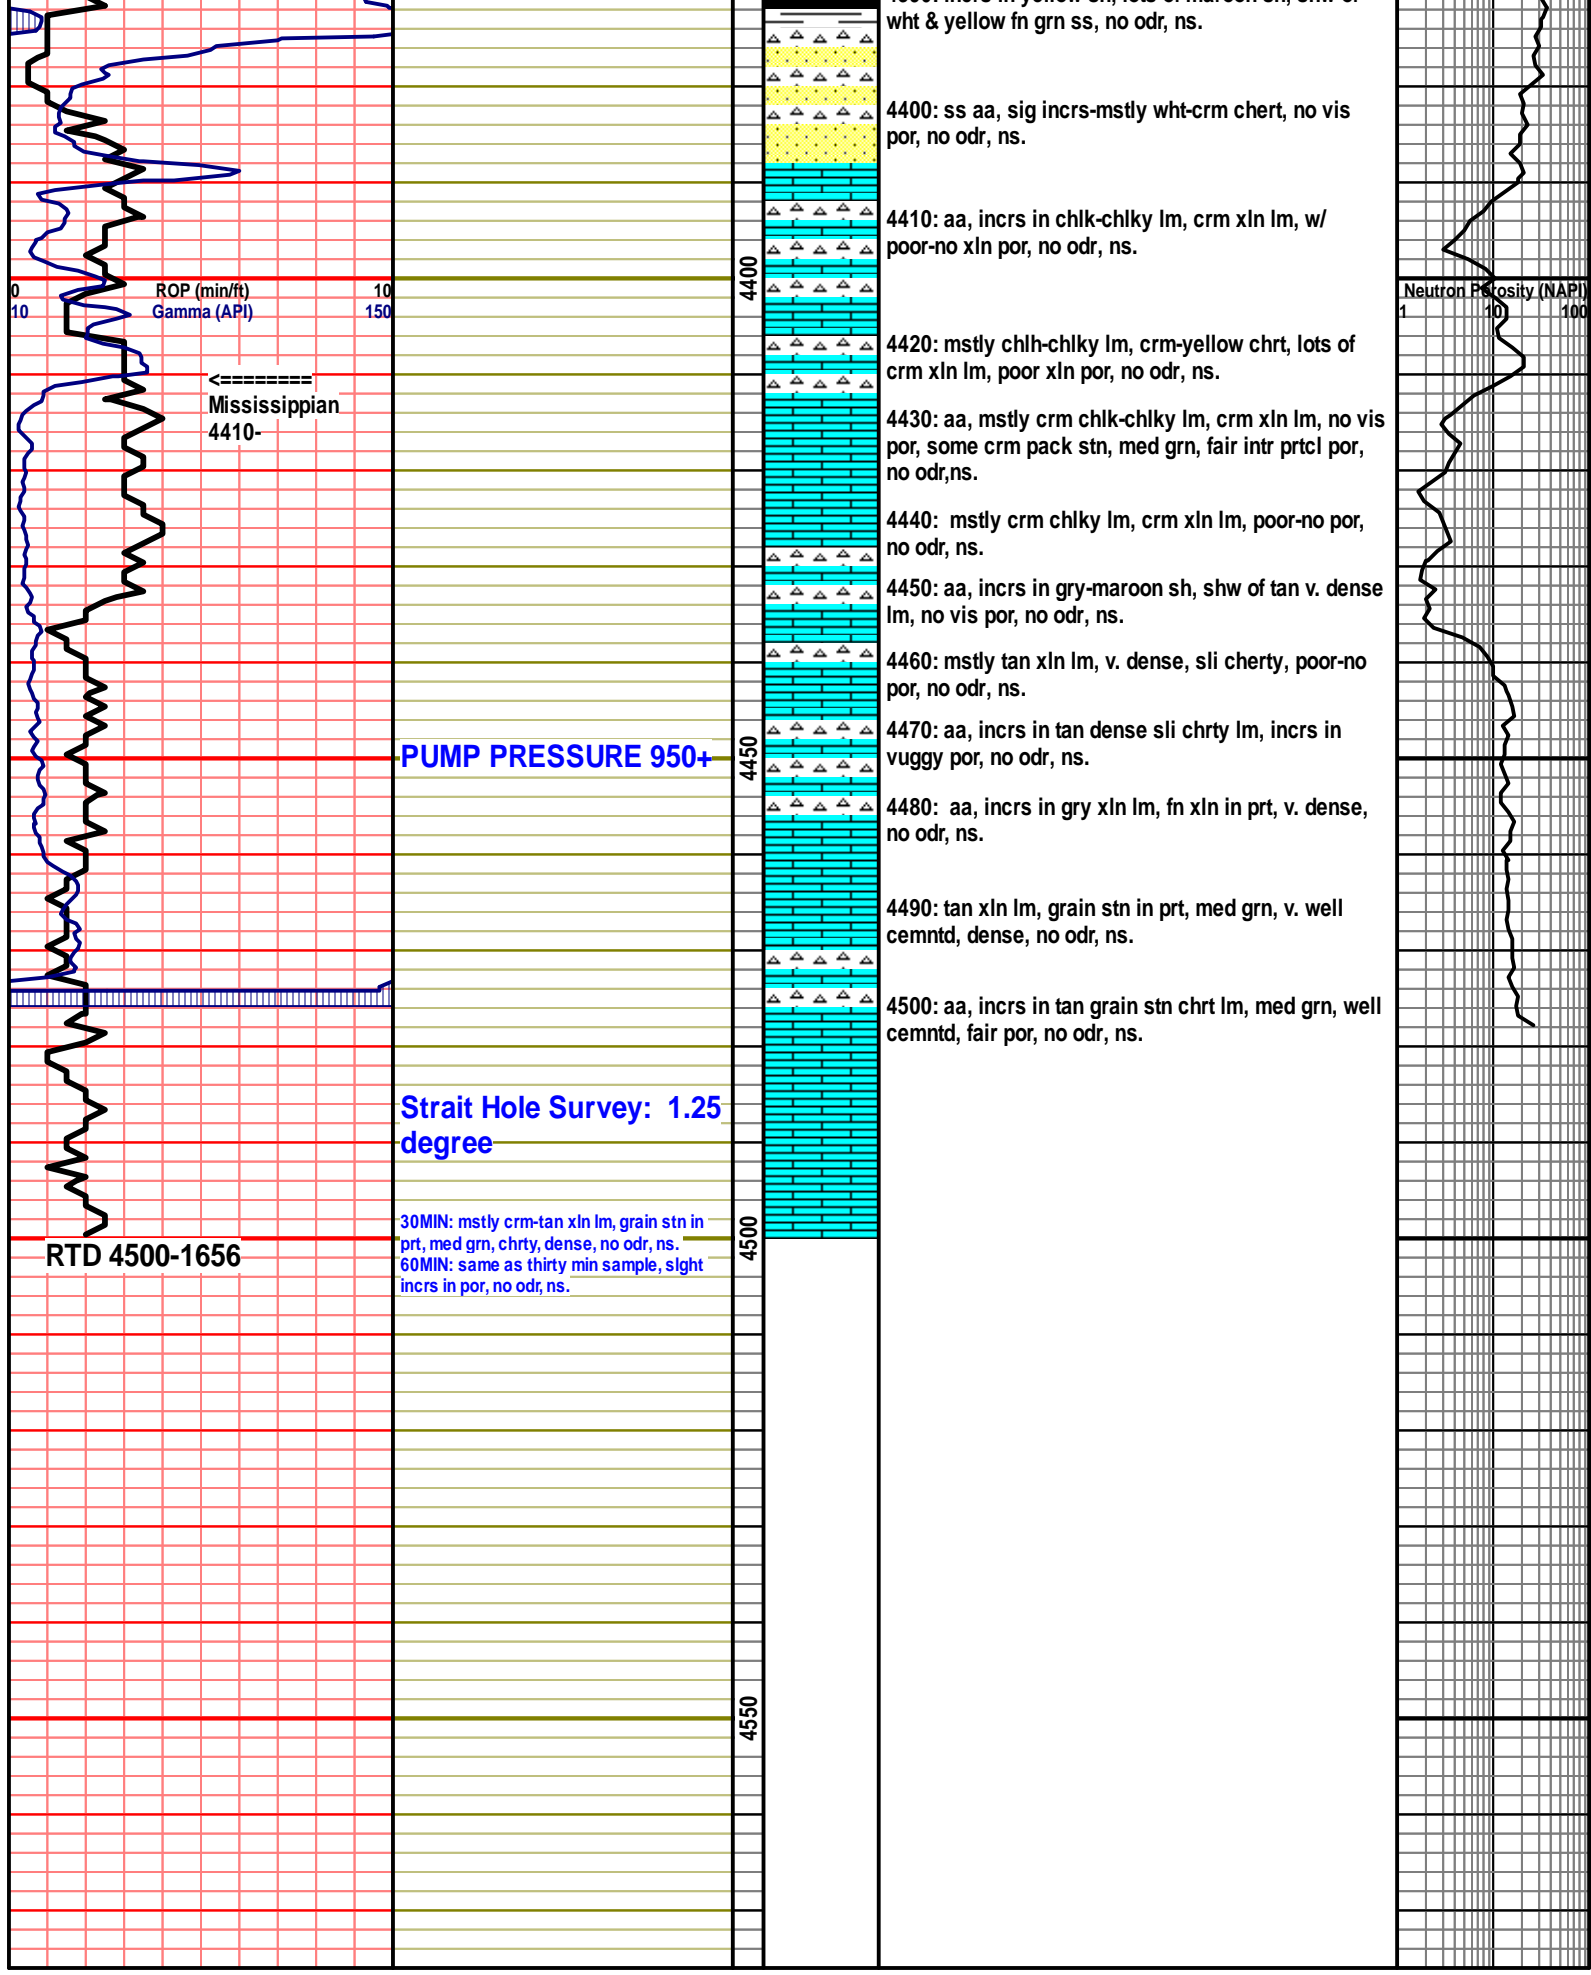 wht & yellow fn grn ss, no odr, ns.
4400: ss aa, sig incrs-mstly wht-crm chert, no vis
por, no odr, ns.
4410: aa, incrs in chlk-chlky lm, crm xln lm, w/
poor-no xln por, no odr, ns.
4400
0 ROP (min/ft) 10
10 Gamma (API) 150
Neutron Porosity (NAPI)
1 10 100
4420: mstly chlh-chlky lm, crm-yellow chrt, lots of
crm xln lm, poor xln por, no odr, ns.
<========
Mississippian
4410-
4430: aa, mstly crm chlk-chlky lm, crm xln lm, no vis
por, some crm pack stn, med grn, fair intr prtcl por,
no odr,ns.
4440: mstly crm chlky lm, crm xln lm, poor-no por,
no odr, ns.
4450: aa, incrs in gry-maroon sh, shw of tan v. dense
lm, no vis por, no odr, ns.
4460: mstly tan xln lm, v. dense, sli cherty, poor-no
por, no odr, ns.
4470: aa, incrs in tan dense sli chrty lm, incrs in
vuggy por, no odr, ns.
PUMP PRESSURE 950+
4450
4480: aa, incrs in gry xln lm, fn xln in prt, v. dense,
no odr, ns.
4490: tan xln lm, grain stn in prt, med grn, v. well
cemntd, dense, no odr, ns.
4500: aa, incrs in tan grain stn chrt lm, med grn, well
cemntd, fair por, no odr, ns.
Strait Hole Survey: 1.25
degree
30MIN: mstly crm-tan xln lm, grain stn in
prt, med grn, chrty, dense, no odr, ns.
60MIN: same as thirty min sample, slght
incrs in por, no odr, ns.
4500
RTD 4500-1656
4550